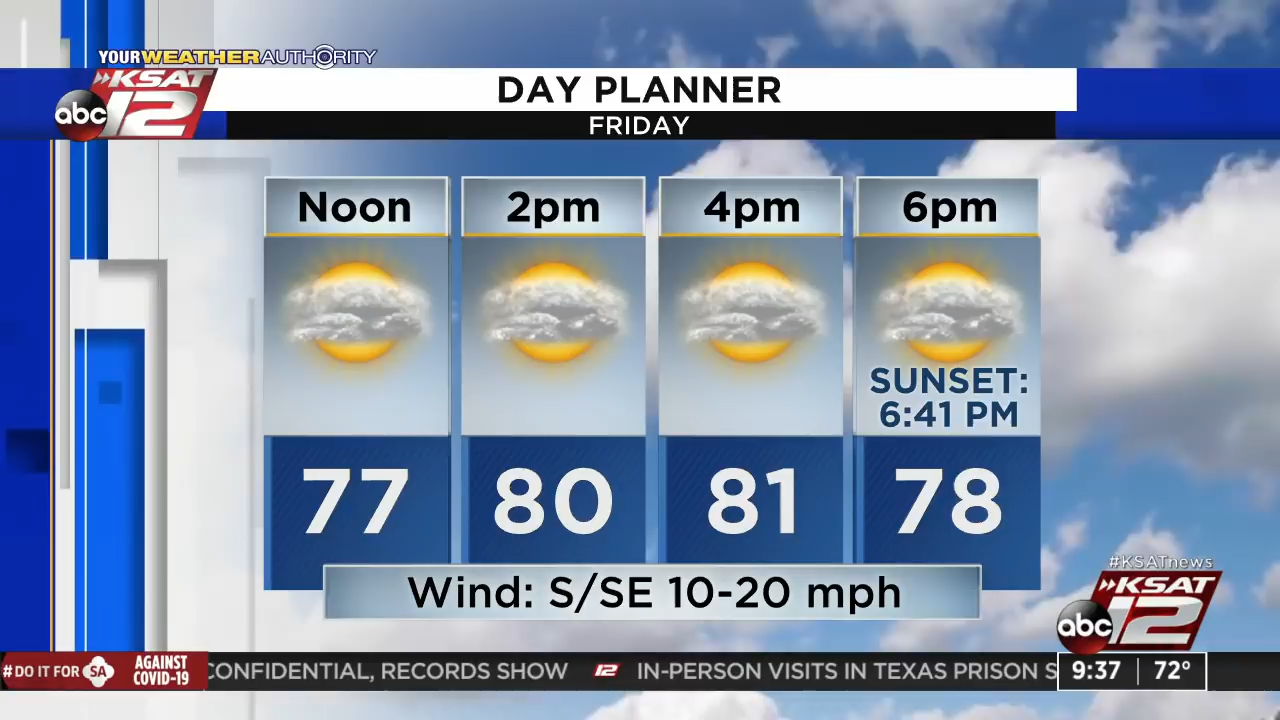 YOURWEATHERAUTHORITY
KSAT
abc 12
DAY PLANNER
FRIDAY
Noon 2pm 4pm 6pm
SUNSET:
6:41 PM
77 80 81 78
Wind: S/SE 10-20 mph
#KSATnews
KSAT
abc 12
#DO IT FOR SA AGAINST
COVID-19
CONFIDENTIAL, RECORDS SHOW 12 IN-PERSON VISITS IN TEXAS PRISON S
9:37 72°